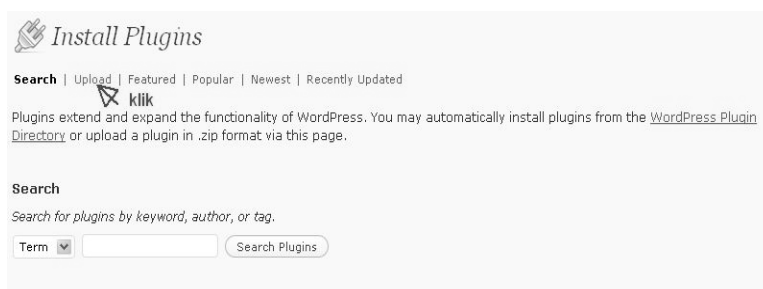 Install Plugins
Search | Upload | Featured | Popular | Newest | Recently Updated
klik
Plugins extend and expand the functionality of WordPress. You may automatically install plugins from the WordPress Plugin
Directory or upload a plugin in .zip format via this page.
Search
Search for plugins by keyword, author, or tag.
Term Search Plugins